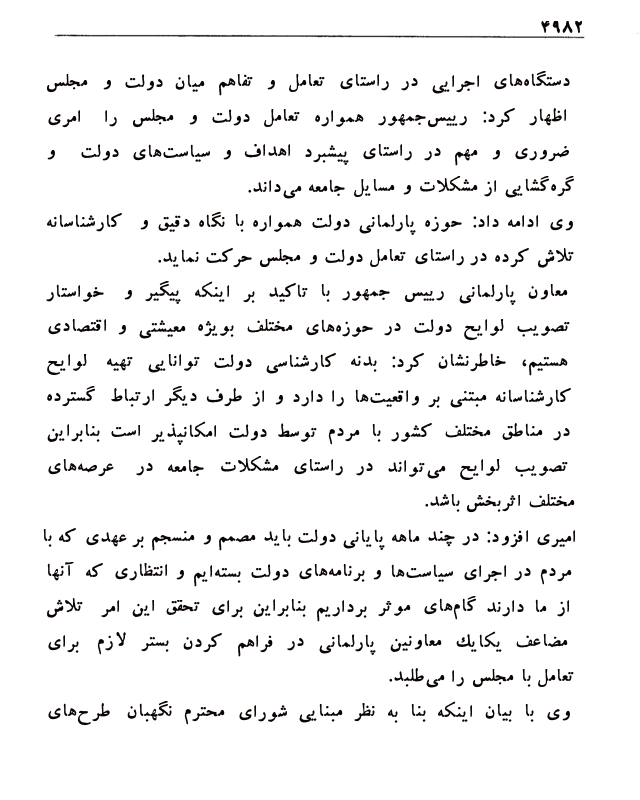 ۴۹۸۲
دستگاه‌های اجرایی در راستای تعامل و تفاهم میان دولت و مجلس
اظهار کرد: رییس‌جمهور همواره تعامل دولت و مجلس را امری
ضروری و مهم در راستای پیشبرد اهداف و سیاست‌های دولت و
گره‌گشایی از مشکلات و مسایل جامعه می‌داند.
وی ادامه داد: حوزه پارلمانی دولت همواره با نگاه دقیق و کارشناسانه
تلاش کرده در راستای تعامل دولت و مجلس حرکت نماید.
معاون پارلمانی رییس جمهور با تاکید بر اینکه پیگیر و خواستار
تصویب لوایح دولت در حوزه‌های مختلف بویژه معیشتی و اقتصادی
هستیم، خاطرنشان کرد: بدنه کارشناسی دولت توانایی تهیه لوایح
کارشناسانه مبتنی بر واقعیت‌ها را دارد و از طرف دیگر ارتباط گسترده
در مناطق مختلف کشور با مردم توسط دولت امکانپذیر است بنابراین
تصویب لوایح می‌تواند در راستای مشکلات جامعه در عرصه‌های
مختلف اثربخش باشد.
امیری افزود: در چند ماهه پایانی دولت باید مصمم و منسجم بر عهدی که با
مردم در اجرای سیاست‌ها و برنامه‌های دولت بسته‌ایم و انتظاری که آنها
از ما دارند گام‌های موثر برداریم بنابراین برای تحقق این امر تلاش
مضاعف یکایك معاونین پارلمانی در فراهم کردن بستر لازم برای
تعامل با مجلس را می‌طلبد.
وی با بیان اینکه بنا به نظر مبنایی شورای محترم نگهبان طرح‌های